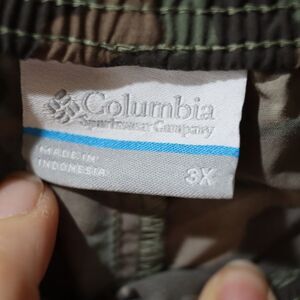 Columbia
Sportswear Company
MADE IN
INDONESIA
3X